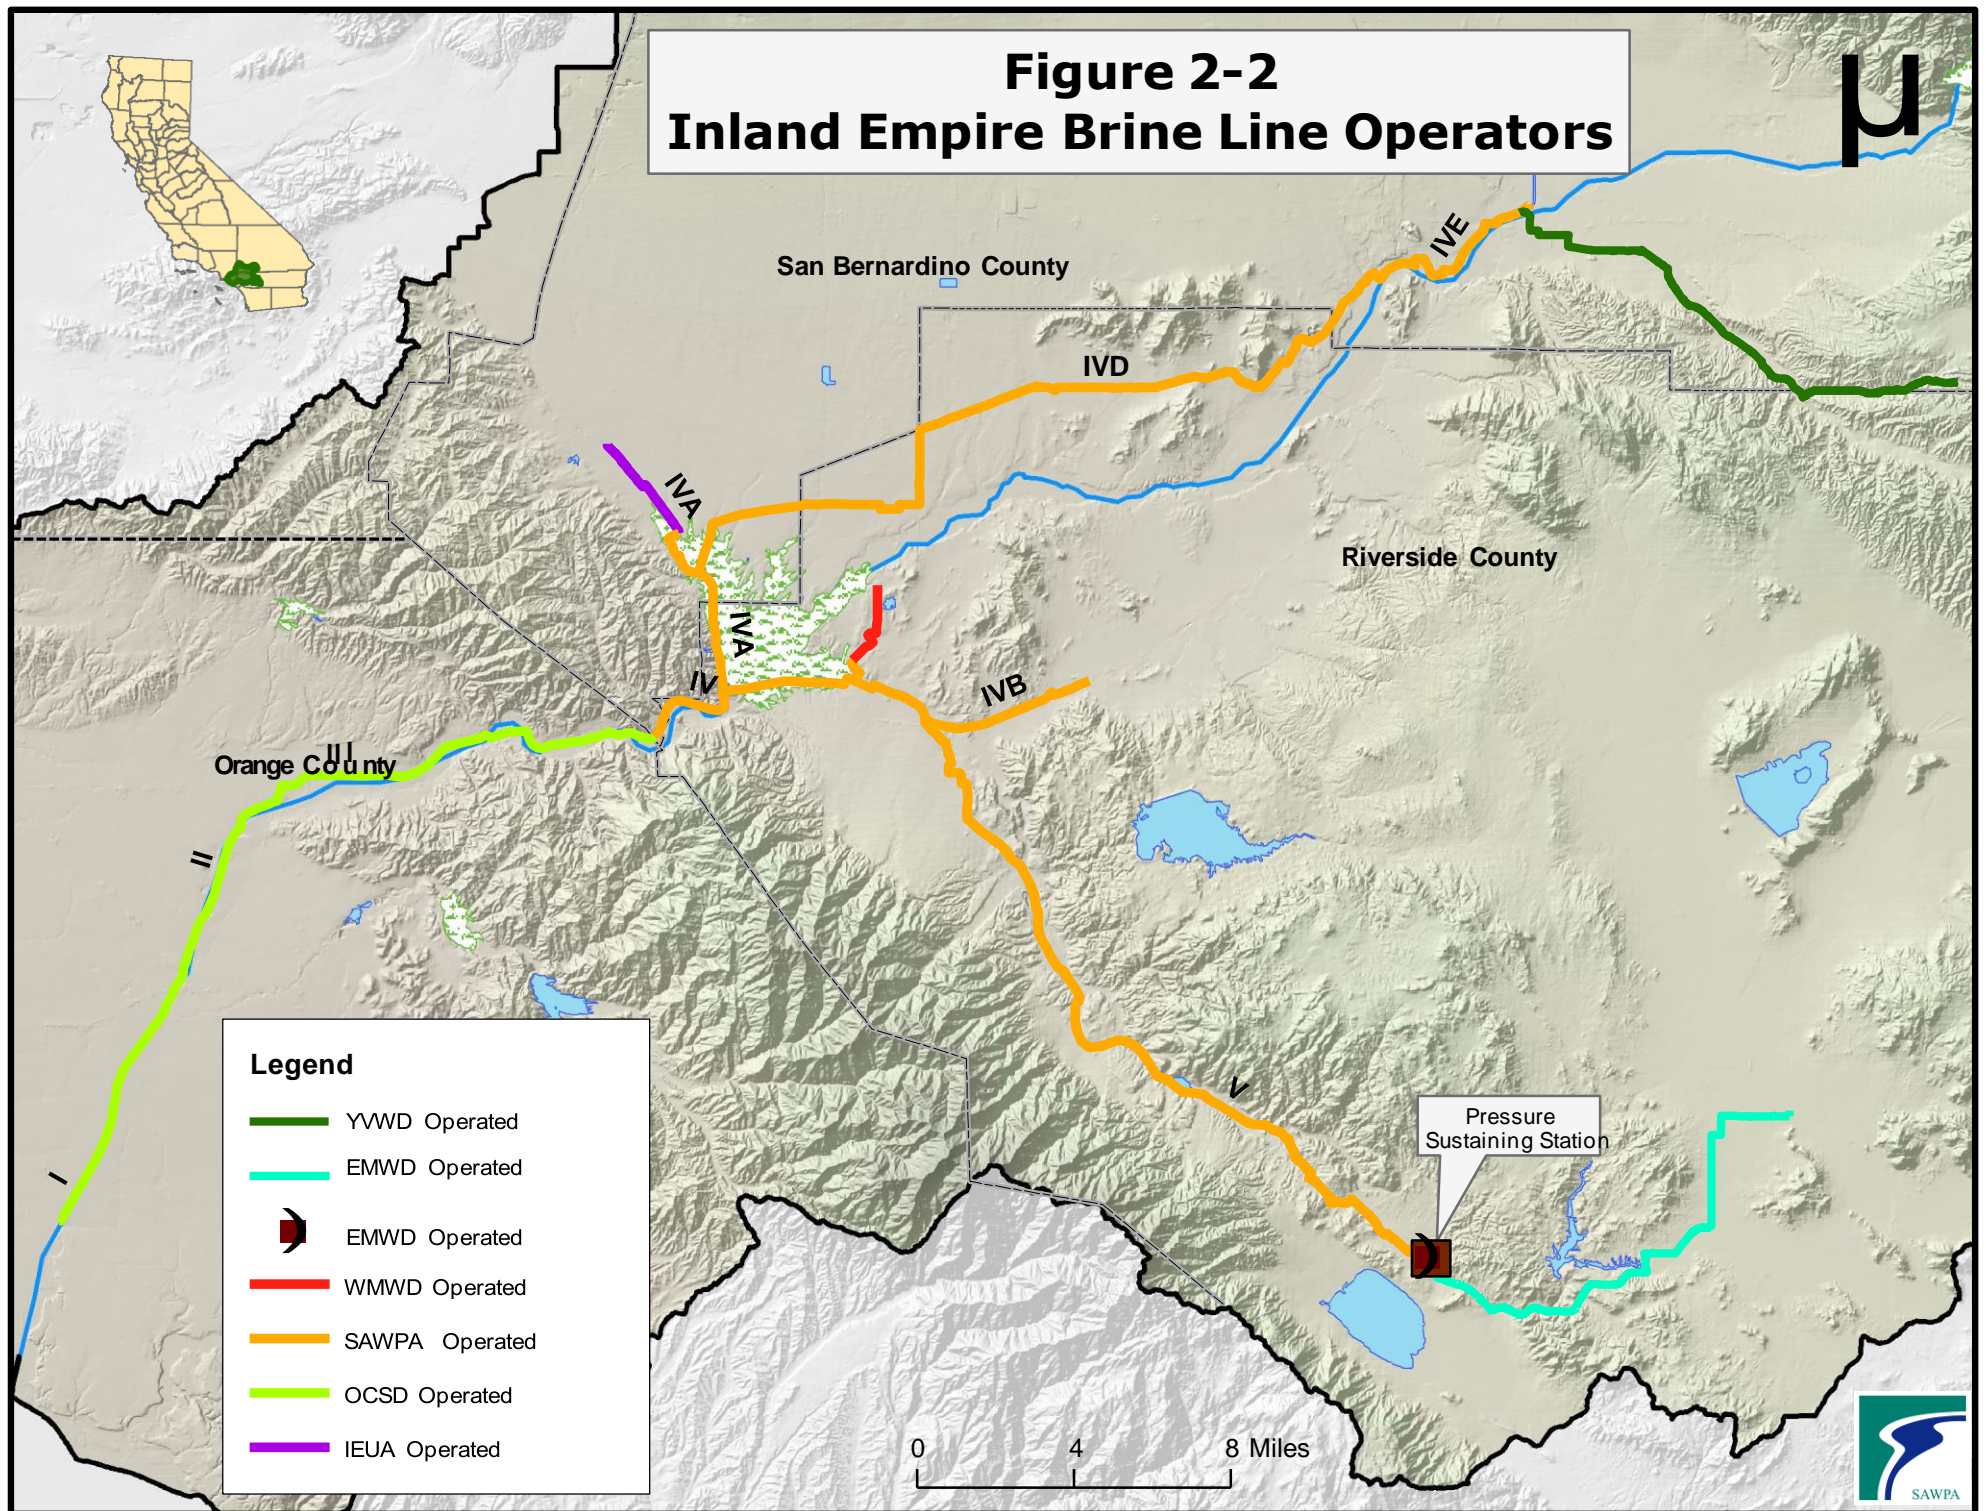 Figure 2-2
Inland Empire Brine Line Operators
µ
San Bernardino County
IVE
IVD
IVA
Riverside County
IVA
IV
IVB
III
Orange County
II
I
V
Pressure
Sustaining Station
Legend
YVWD Operated
EMWD Operated
EMWD Operated
WMWD Operated
SAWPA Operated
OCSD Operated
IEUA Operated
0 4 8 Miles
SAWPA